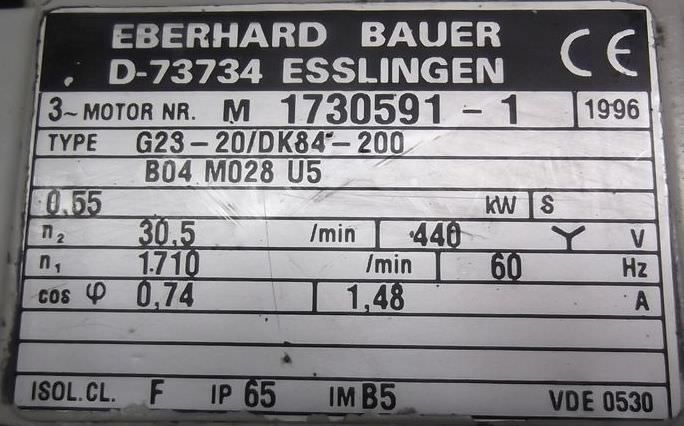 EBERHARD BAUER
D-73734 ESSLINGEN CE
3~ MOTOR NR. M 1730591-1 1996
TYPE G23-20/DK84-200
B04 M028 U5
0,55 kW S
n₂ 30,5 /min 440 Y V
n₁ 1710 /min 60 Hz
cos φ 0,74 1,48 A
ISOL.CL. F IP 65 IM B5 VDE 0530